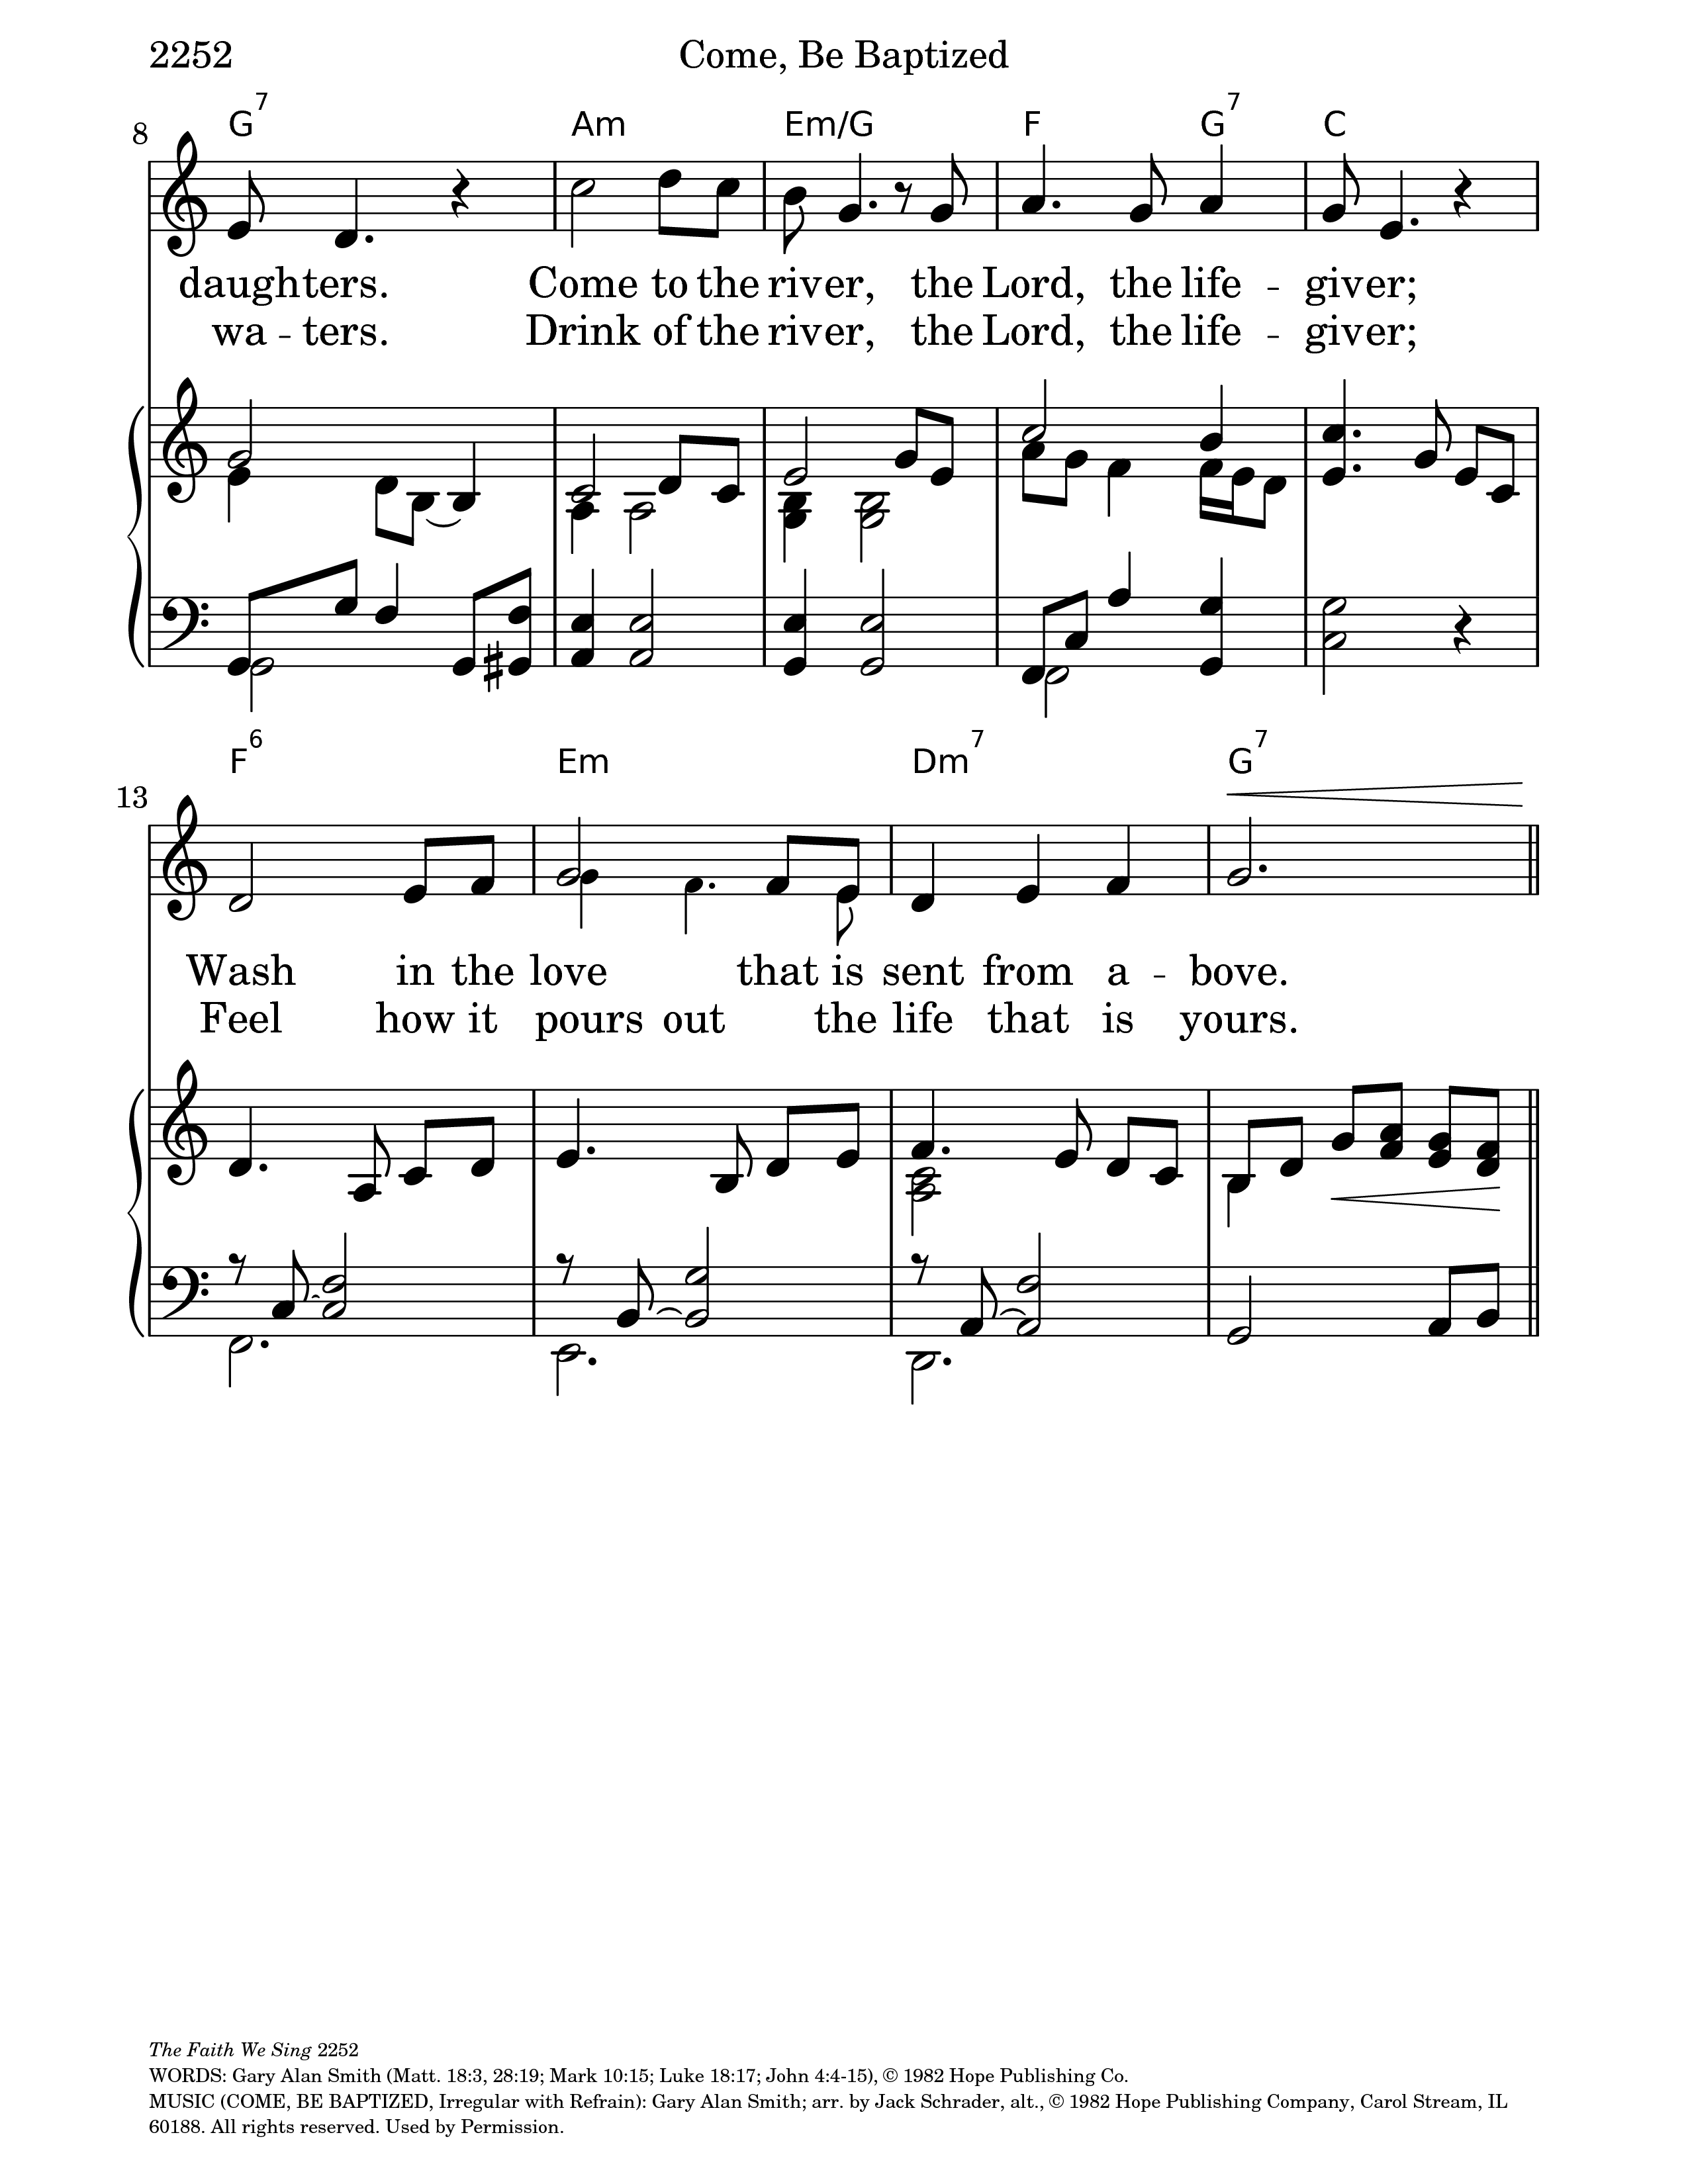 2252 Come, Be Baptized
G7 Am Em/G F G7 C
8
daughters. Come to the river, the Lord, the life -- giver;
wa -- ters. Drink of the river, the Lord, the life -- giver;
F6 Em Dm7 G7
13
Wash in the love that is sent from a -- bove.
Feel how it pours out the life that is yours.
The Faith We Sing 2252
WORDS: Gary Alan Smith (Matt. 18:3, 28:19; Mark 10:15; Luke 18:17; John 4:4-15), © 1982 Hope Publishing Co.
MUSIC (COME, BE BAPTIZED, Irregular with Refrain): Gary Alan Smith; arr. by Jack Schrader, alt., © 1982 Hope Publishing Company, Carol Stream, IL
60188. All rights reserved. Used by Permission.